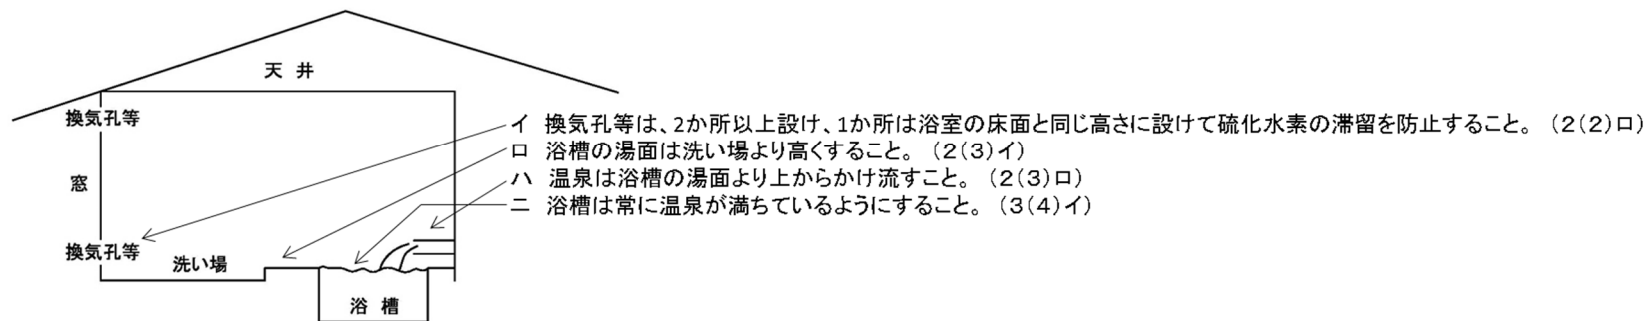 天 井
換気孔等
イ 換気孔等は、2か所以上設け、1か所は浴室の床面と同じ高さに設けて硫化水素の滞留を防止すること。 (2(2)ロ)
ロ 浴槽の湯面は洗い場より高くすること。 (2(3)イ)
窓
ハ 温泉は浴槽の湯面より上からかけ流すこと。 (2(3)ロ)
ニ 浴槽は常に温泉が満ちているようにすること。 (3(4)イ)
換気孔等
洗い場
浴 槽